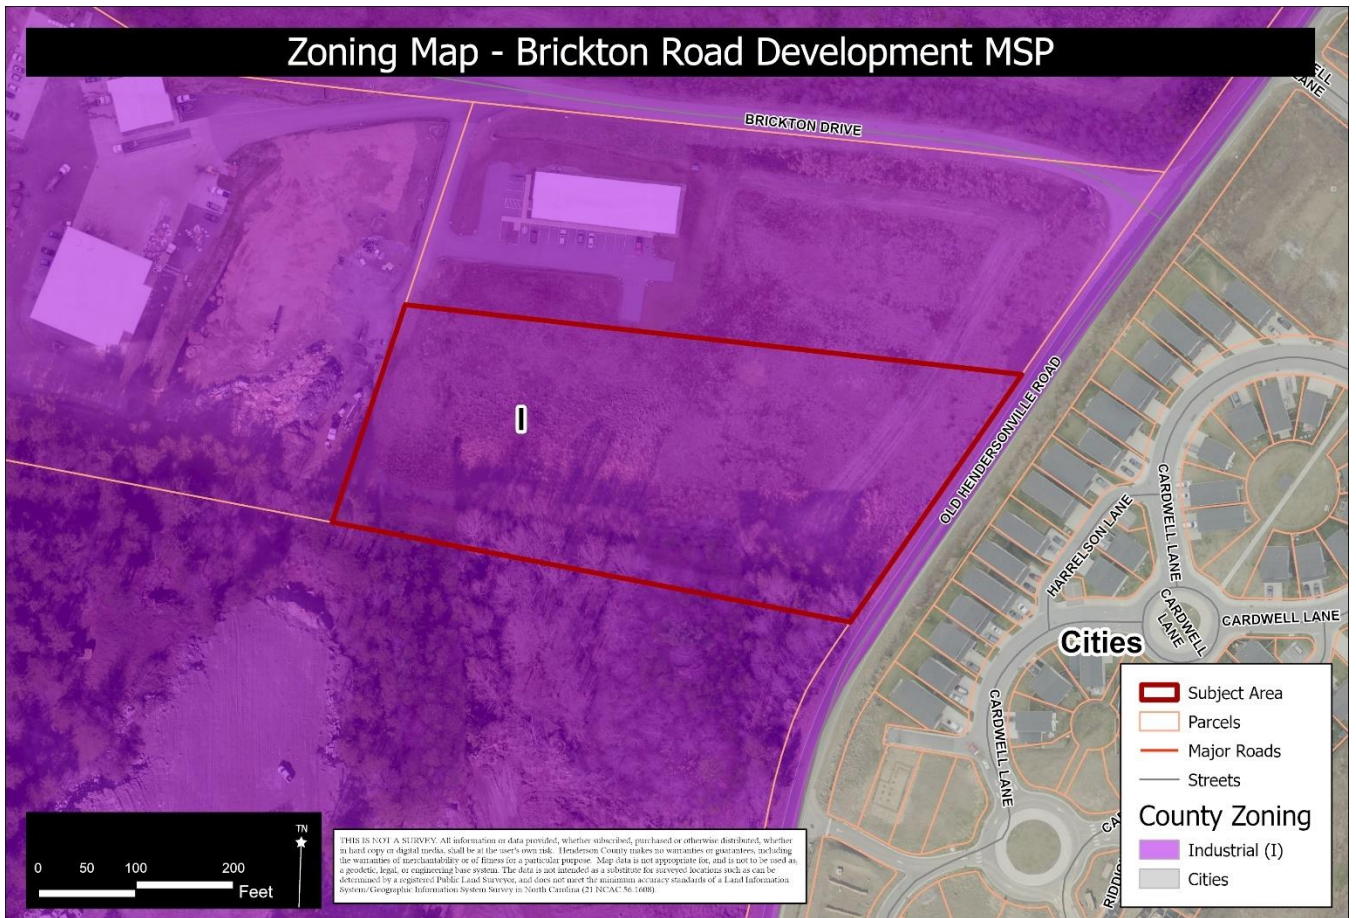 Zoning Map - Brickton Road Development MSP
ELL
LANE
BRICKTON DRIVE
I
OLD HENDERSONVILLE ROAD
HARRELSON LANE
CARDWELL LANE
CARDWELL
LANE
CARDWELL LANE
Cities
CARDWELL LANE
CA
RIDDI
Subject Area
Parcels
Major Roads
Streets
County Zoning
Industrial (I)
Cities
TN
0 50 100 200
Feet
THIS IS NOT A SURVEY. All information or data provided, whether subscribed, purchased or otherwise distributed, whether
in hard copy or digital media, shall be at the user's own risk. Henderson County makes no warranties or guarantees, including
the warranties of merchantability or of fitness for a particular purpose. Map data is not appropriate for, and is not to be used as,
a geodetic, legal, or engineering base system. The data is not intended as a substitute for surveyed locations such as can be
determined by a registered Public Land Surveyor, and does not meet the minimum accuracy standards of a Land Information
System/Geographic Information System Survey in North Carolina (21 NCAC 56.1608).